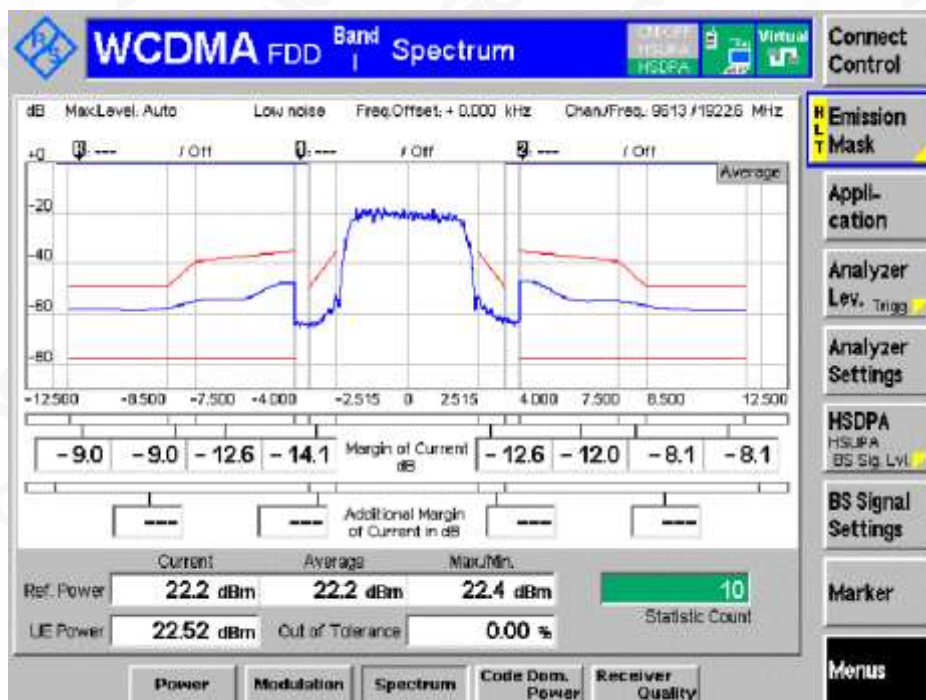 R S WCDMA FDD Band I Spectrum HSDPA Virtual
Connect Control
dB Max.Level: Auto Low noise Freq.Offset: + 0.000 kHz Chan./Freq.: 9613 / 1922.6 MHz
HLT Emission Mask
+0 --- / Off --- / Off 2: --- / Off
Average
-20
-40
-60
-80
-12.500 -8.500 -7.500 -4.000 -2.515 0 2.515 4.000 7.500 8.500 12.500
Appli-cation
Analyzer Lev. Trigg
Analyzer Settings
-9.0 -9.0 -12.6 -14.1 Margin of Current dB -12.6 -12.0 -8.1 -8.1
HSDPA
HSUPA
BS Sig. Lvl.
--- --- Additional Margin of Current in dB --- ---
BS Signal Settings
Current Average Max./Min.
Ref. Power 22.2 dBm 22.2 dBm 22.4 dBm 10
Statistic Count
Marker
UE Power 22.52 dBm Out of Tolerance 0.00 %
Power Modulation Spectrum Code Dom. Power Receiver Quality
Menus